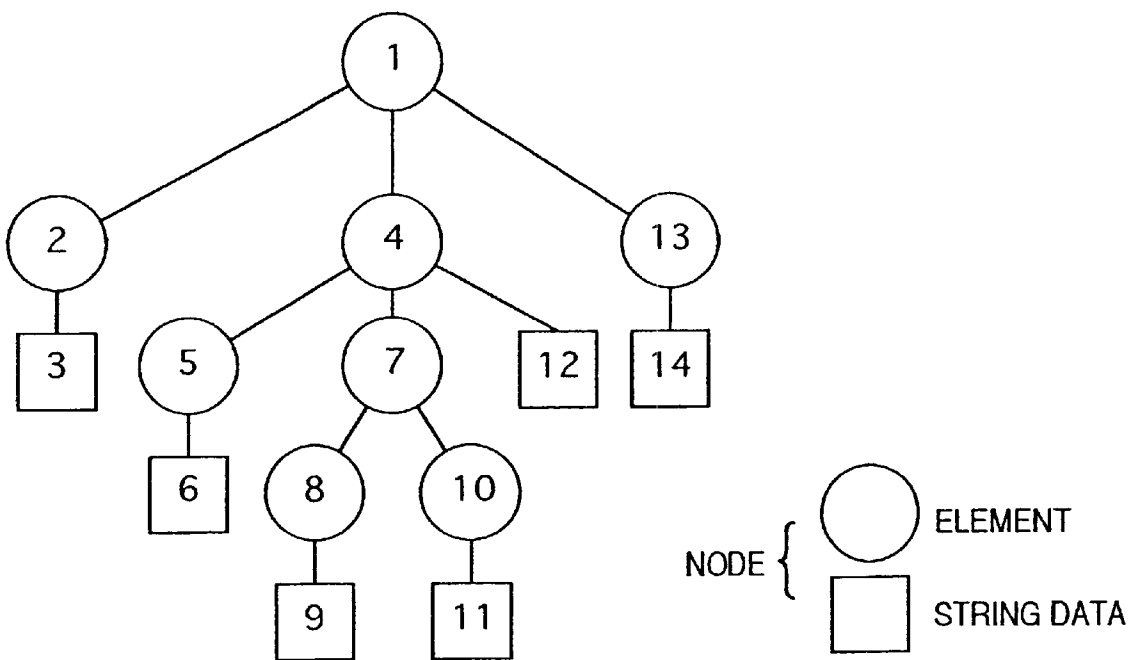 1
2 4 13
3 5 7 12 14
6 8 10
9 11
ELEMENT
NODE {
STRING DATA